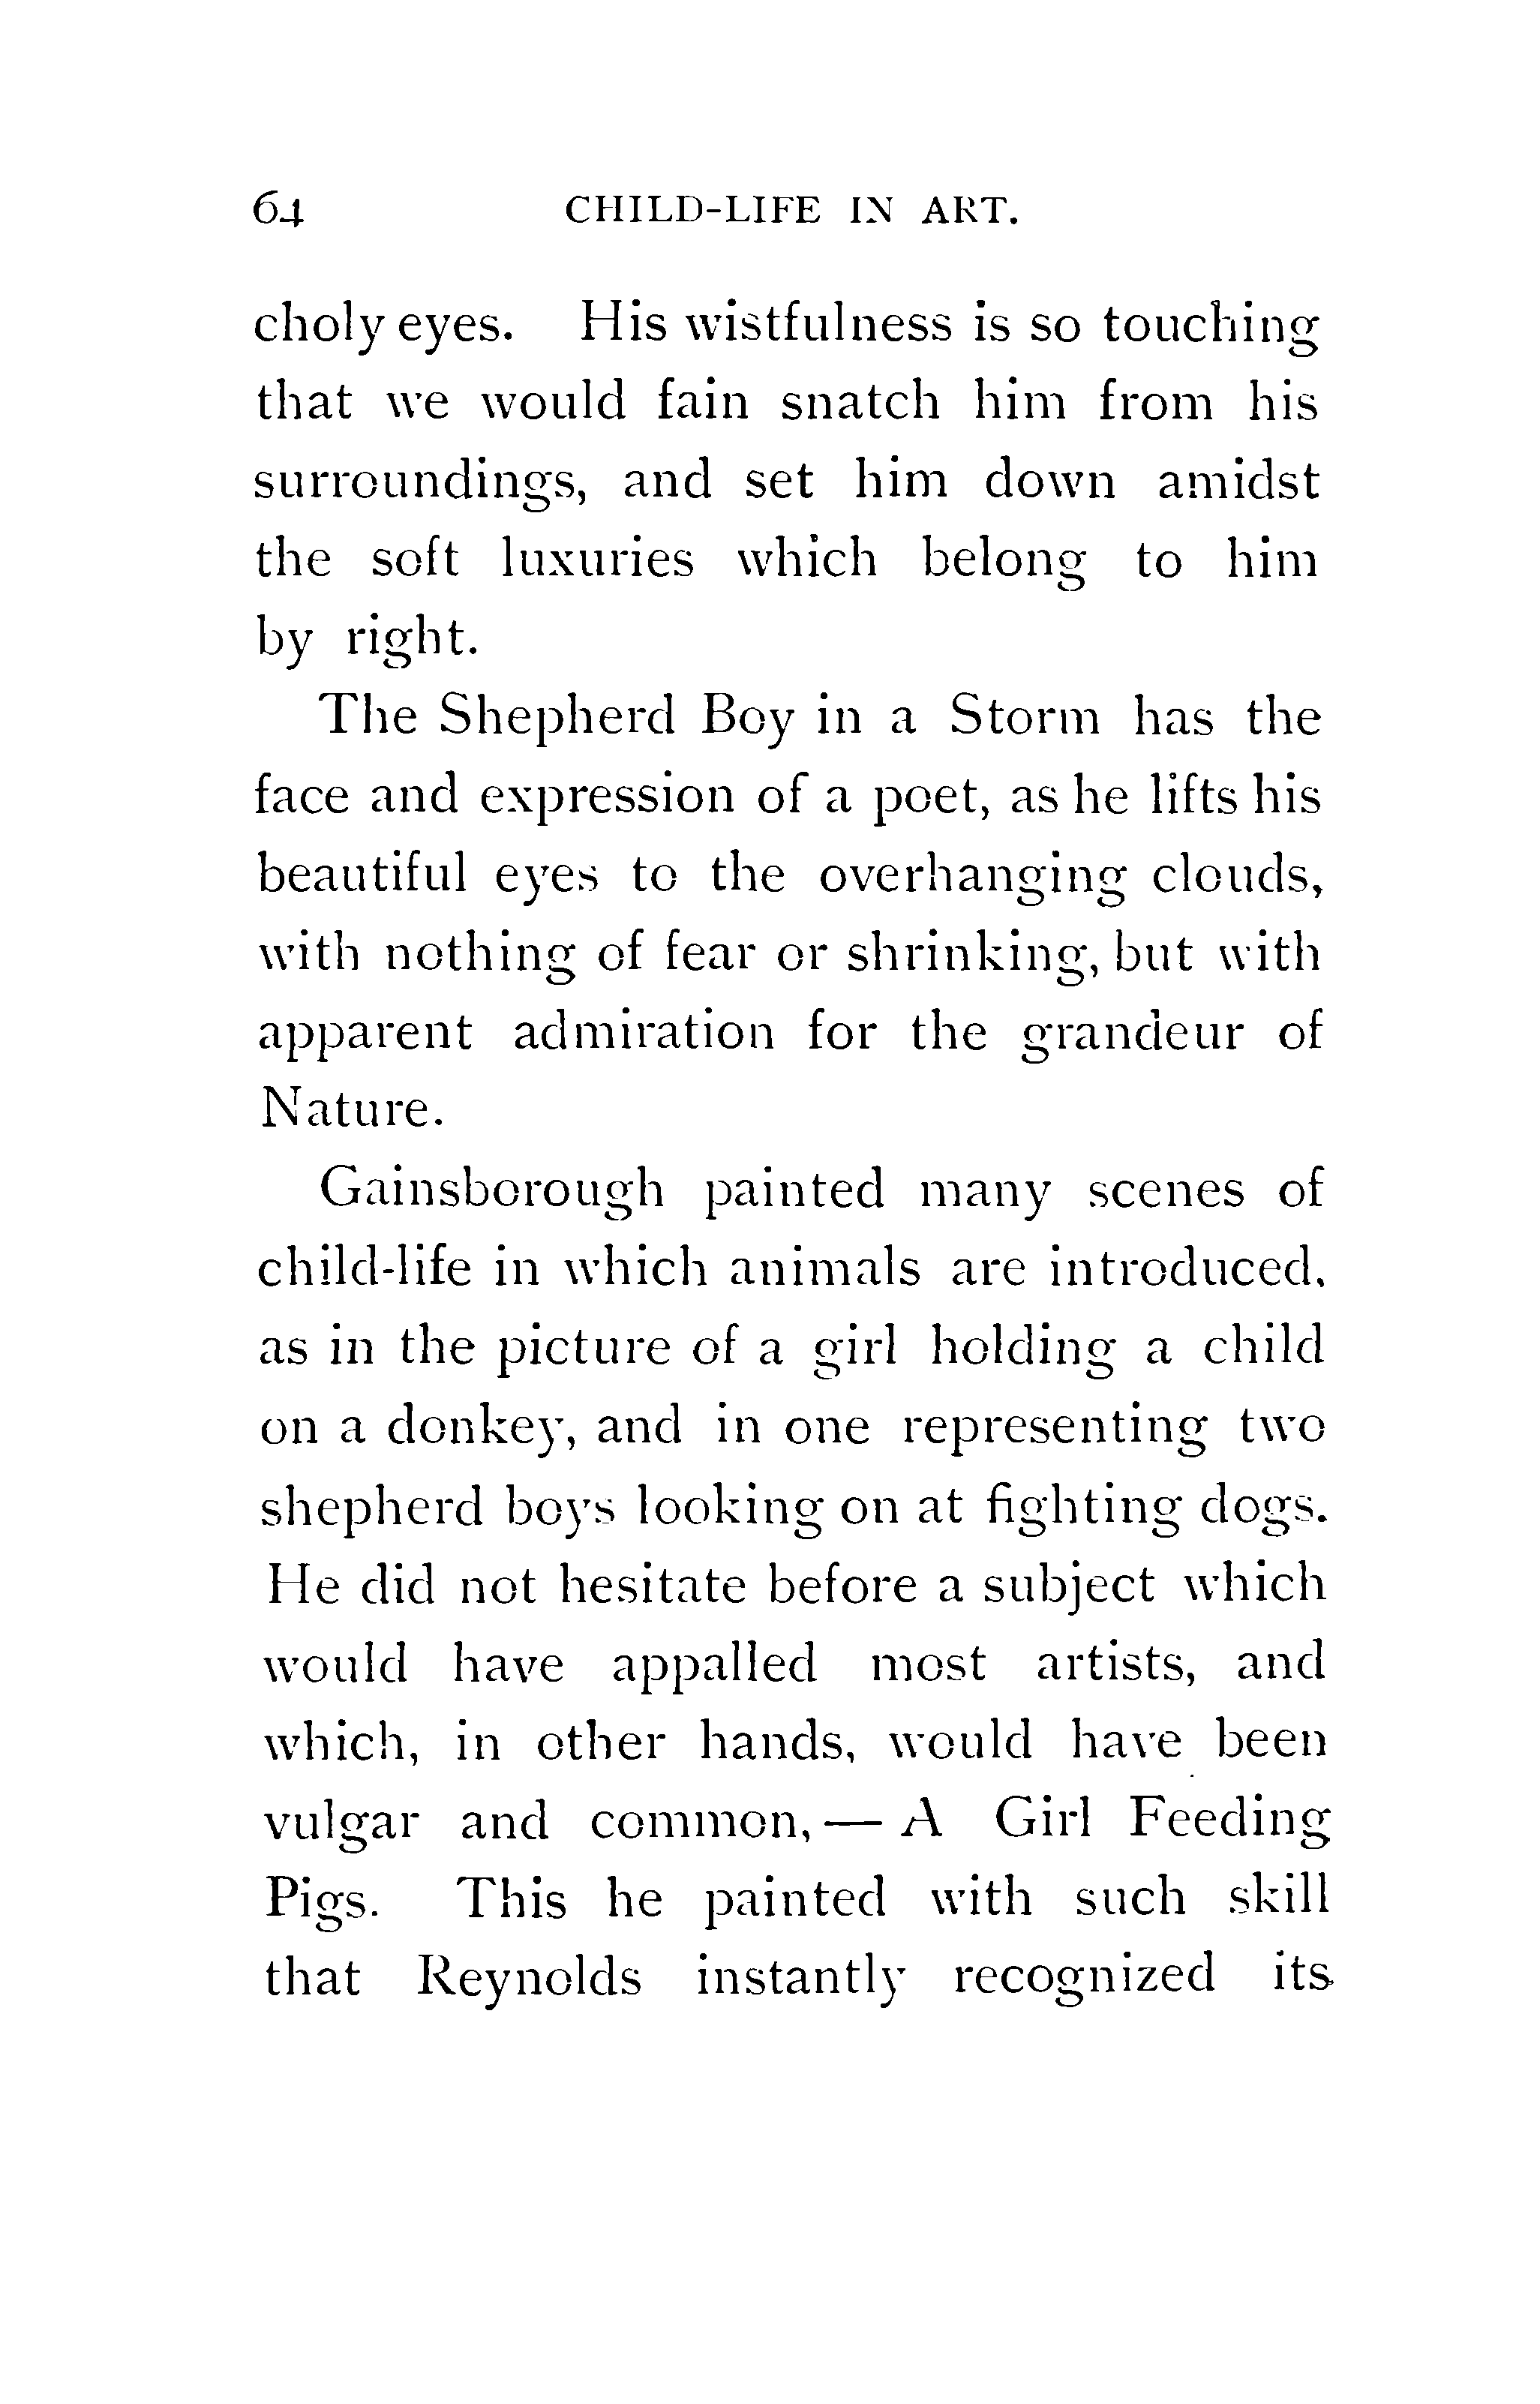 64 CHILD-LIFE IN ART.
choly eyes. His wistfulness is so touching
that we would fain snatch him from his
surroundings, and set him down amidst
the soft luxuries which belong to him
by right.
The Shepherd Boy in a Storm has the
face and expression of a poet, as he lifts his
beautiful eyes to the overhanging clouds,
with nothing of fear or shrinking, but with
apparent admiration for the grandeur of
Nature.
Gainsborough painted many scenes of
child-life in which animals are introduced,
as in the picture of a girl holding a child
on a donkey, and in one representing two
shepherd boys looking on at fighting dogs.
He did not hesitate before a subject which
would have appalled most artists, and
which, in other hands, would have been
vulgar and common, — A Girl Feeding
Pigs. This he painted with such skill
that Reynolds instantly recognized its